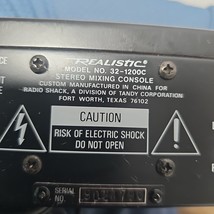 REALISTIC
MODEL NO. 32-1200C
STEREO MIXING CONSOLE
CUSTOM MANUFACTURED IN CHINA FOR
RADIO SHACK, A DIVISION OF TANDY CORPORATION
FORT WORTH, TEXAS 76102
CAUTION
RISK OF ELECTRIC SHOCK
DO NOT OPEN
SERIAL
NO.